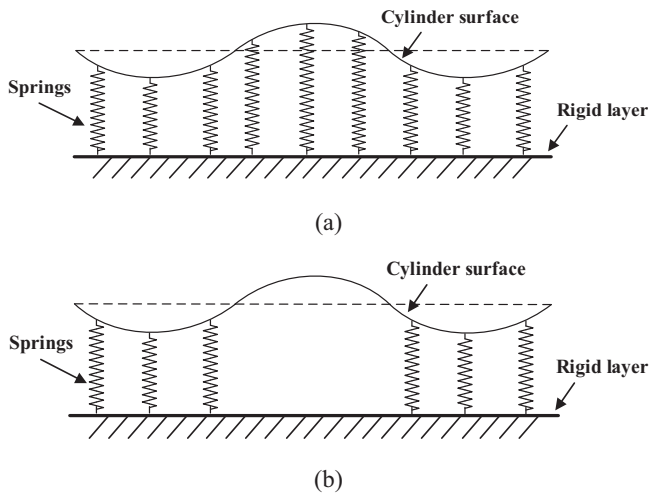 Cylinder surface
Springs
Rigid layer
(a)
Cylinder surface
Springs
Rigid layer
(b)